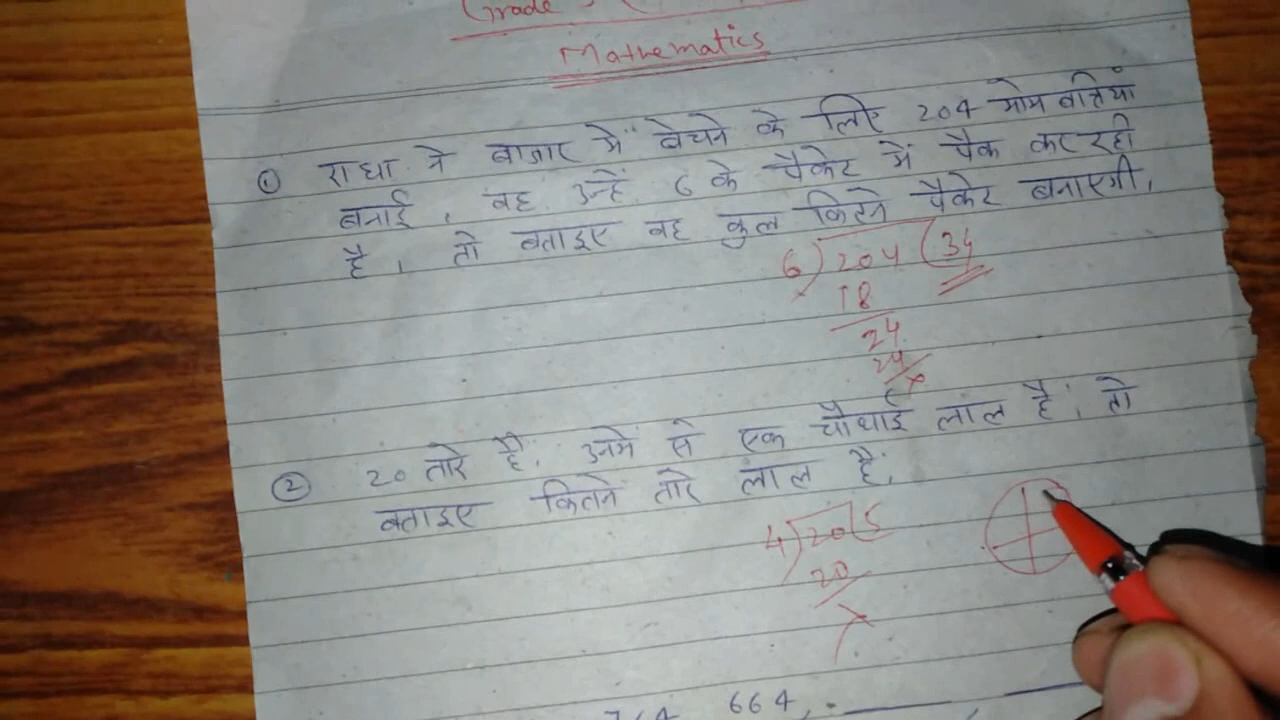 Grade
Mathematics
① राधा ने बाजार में बेचने के लिए 204 मोम बत्तियां
बनाई, वह उन्हें 6 के पैकेट में पैक कर रही
है, तो बताइए वह कुल कितने पैकेट बनाएगी,
6)204(34
18
24
24
×
② 20 तारे हैं, उनमें से एक चौथाई लाल हैं, तो
बताइए कितने तारे लाल हैं,
4)20(5
20
×
664,